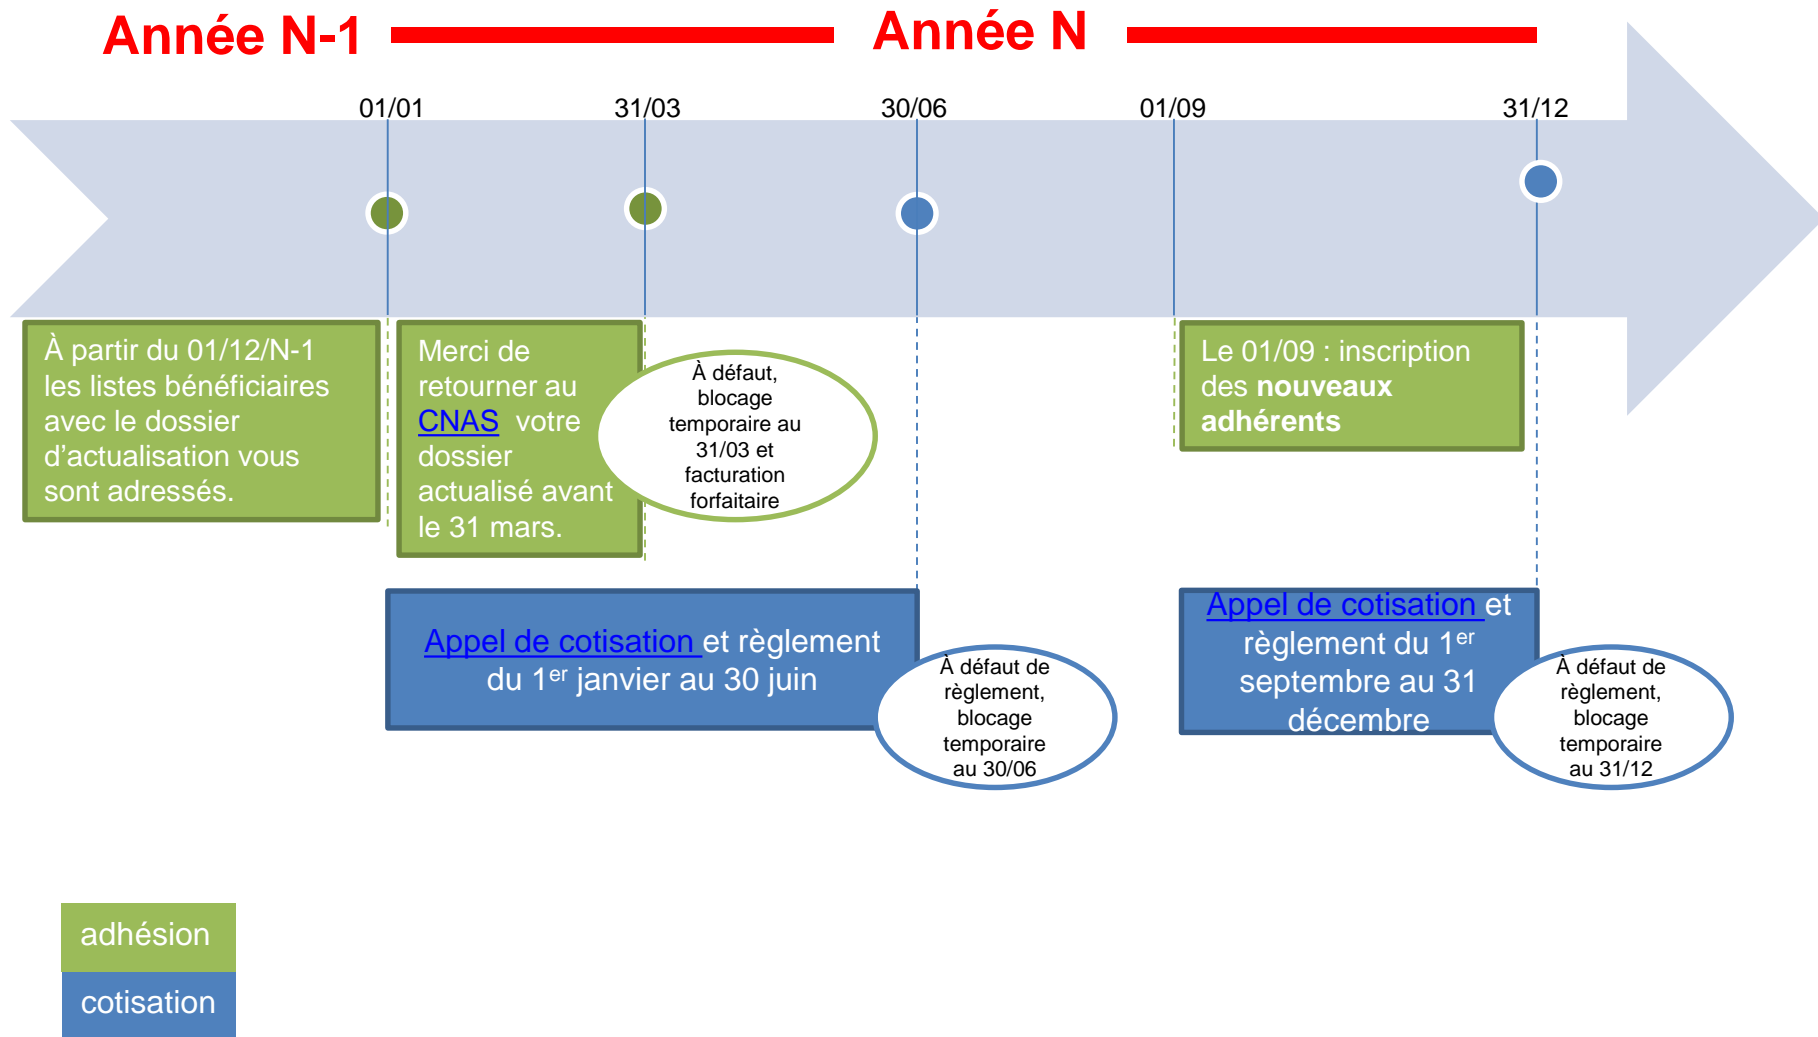 Année N-1
Année N
01/01
31/03
30/06
01/09
31/12
À partir du 01/12/N-1
les listes bénéficiaires
avec le dossier
d’actualisation vous
sont adressés.
Merci de
retourner au
CNAS votre
dossier
actualisé avant
le 31 mars.
À défaut,
blocage
temporaire au
31/03 et
facturation
forfaitaire
Le 01/09 : inscription
des nouveaux
adhérents
Appel de cotisation et règlement
du 1er janvier au 30 juin
À défaut de
règlement,
blocage
temporaire
au 30/06
Appel de cotisation et
règlement du 1er
septembre au 31
décembre
À défaut de
règlement,
blocage
temporaire
au 31/12
adhésion
cotisation